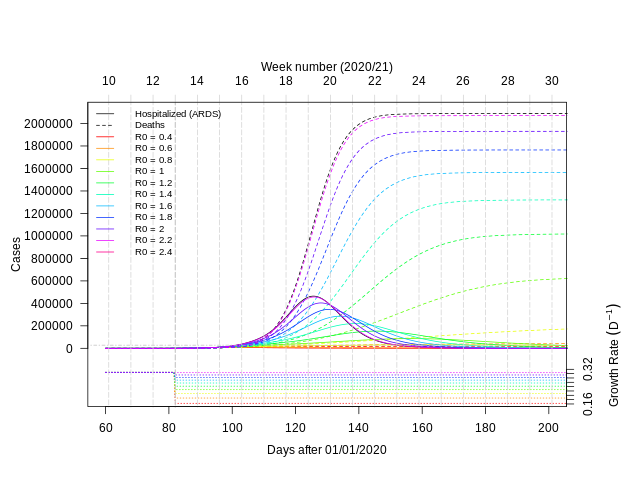 Week number (2020/21)
10 12 14 16 18 20 22 24 26 28 30
Hospitalized (ARDS)
Deaths
R0 = 0.4
R0 = 0.6
R0 = 0.8
R0 = 1
R0 = 1.2
R0 = 1.4
R0 = 1.6
R0 = 1.8
R0 = 2
R0 = 2.2
R0 = 2.4
2000000
1800000
1600000
1400000
1200000
1000000
800000
600000
400000
200000
0
Cases
0.32
0.16
Growth Rate (D⁻¹)
60 80 100 120 140 160 180 200
Days after 01/01/2020